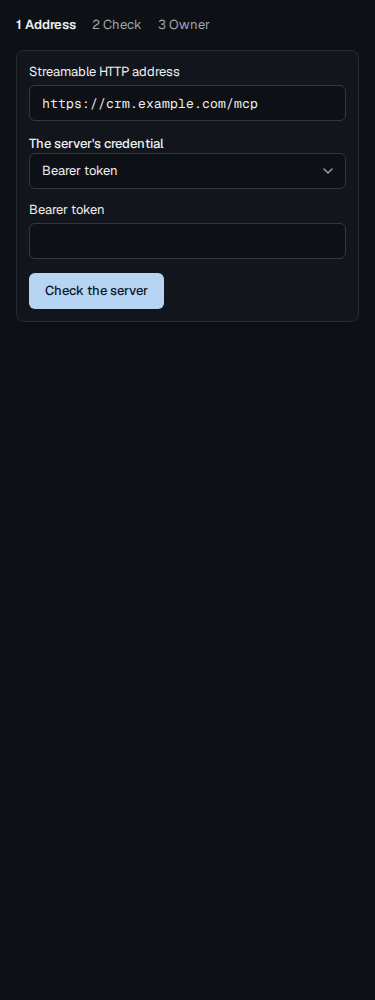 1 Address 2 Check 3 Owner
Streamable HTTP address
https://crm.example.com/mcp
The server's credential
Bearer token
Bearer token
Check the server